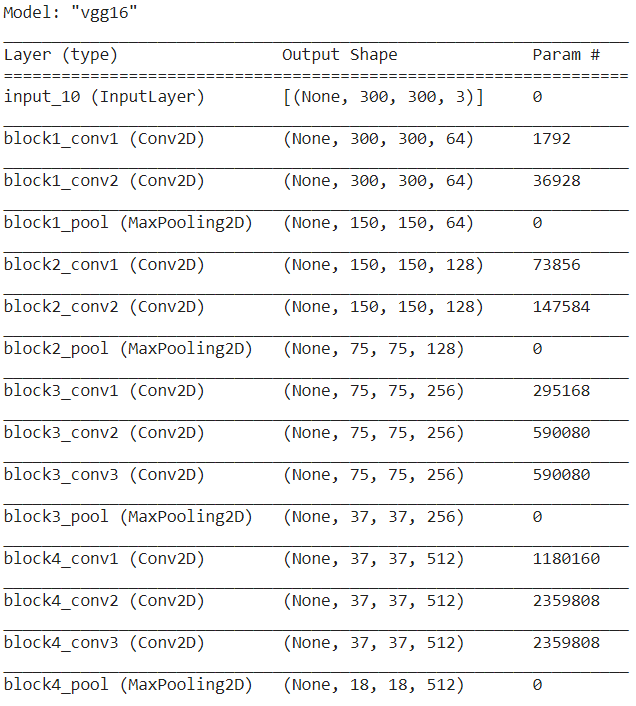 Model: "vgg16"
Layer (type) Output Shape Param #
input_10 (InputLayer) [(None, 300, 300, 3)] 0
block1_conv1 (Conv2D) (None, 300, 300, 64) 1792
block1_conv2 (Conv2D) (None, 300, 300, 64) 36928
block1_pool (MaxPooling2D) (None, 150, 150, 64) 0
block2_conv1 (Conv2D) (None, 150, 150, 128) 73856
block2_conv2 (Conv2D) (None, 150, 150, 128) 147584
block2_pool (MaxPooling2D) (None, 75, 75, 128) 0
block3_conv1 (Conv2D) (None, 75, 75, 256) 295168
block3_conv2 (Conv2D) (None, 75, 75, 256) 590080
block3_conv3 (Conv2D) (None, 75, 75, 256) 590080
block3_pool (MaxPooling2D) (None, 37, 37, 256) 0
block4_conv1 (Conv2D) (None, 37, 37, 512) 1180160
block4_conv2 (Conv2D) (None, 37, 37, 512) 2359808
block4_conv3 (Conv2D) (None, 37, 37, 512) 2359808
block4_pool (MaxPooling2D) (None, 18, 18, 512) 0